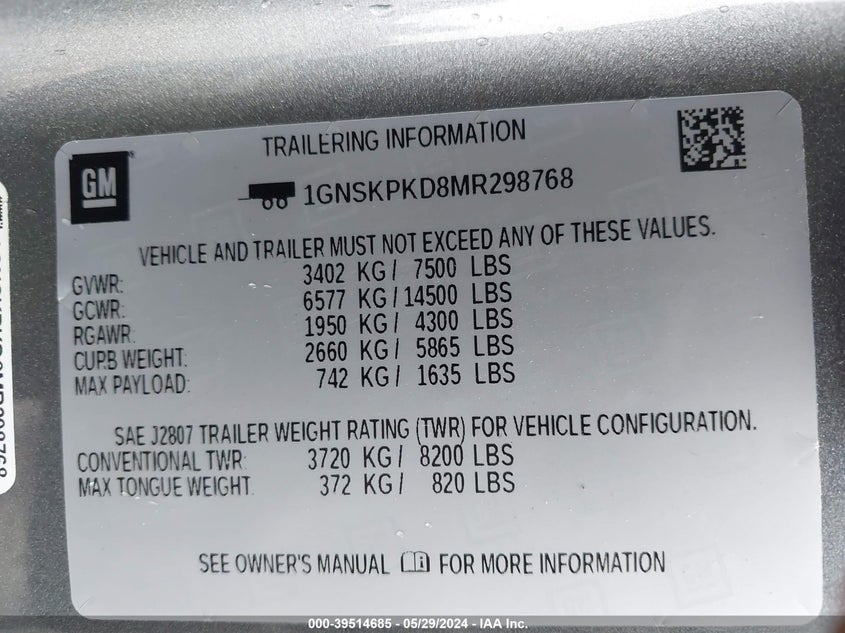 TRAILERING INFORMATION
GM
1GNSKPKD8MR298768
VEHICLE AND TRAILER MUST NOT EXCEED ANY OF THESE VALUES.
GVWR: 3402 KG/ 7500 LBS
GCWR: 6577 KG/14500 LBS
RGAWR: 1950 KG/ 4300 LBS
CURB WEIGHT: 2660 KG/ 5865 LBS
MAX PAYLOAD: 742 KG/ 1635 LBS
SAE J2807 TRAILER WEIGHT RATING (TWR) FOR VEHICLE CONFIGURATION.
CONVENTIONAL TWR: 3720 KG/ 8200 LBS
MAX TONGUE WEIGHT: 372 KG/ 820 LBS
SEE OWNER'S MANUAL FOR MORE INFORMATION
000-39514685 - 05/29/2024 - IAA Inc.